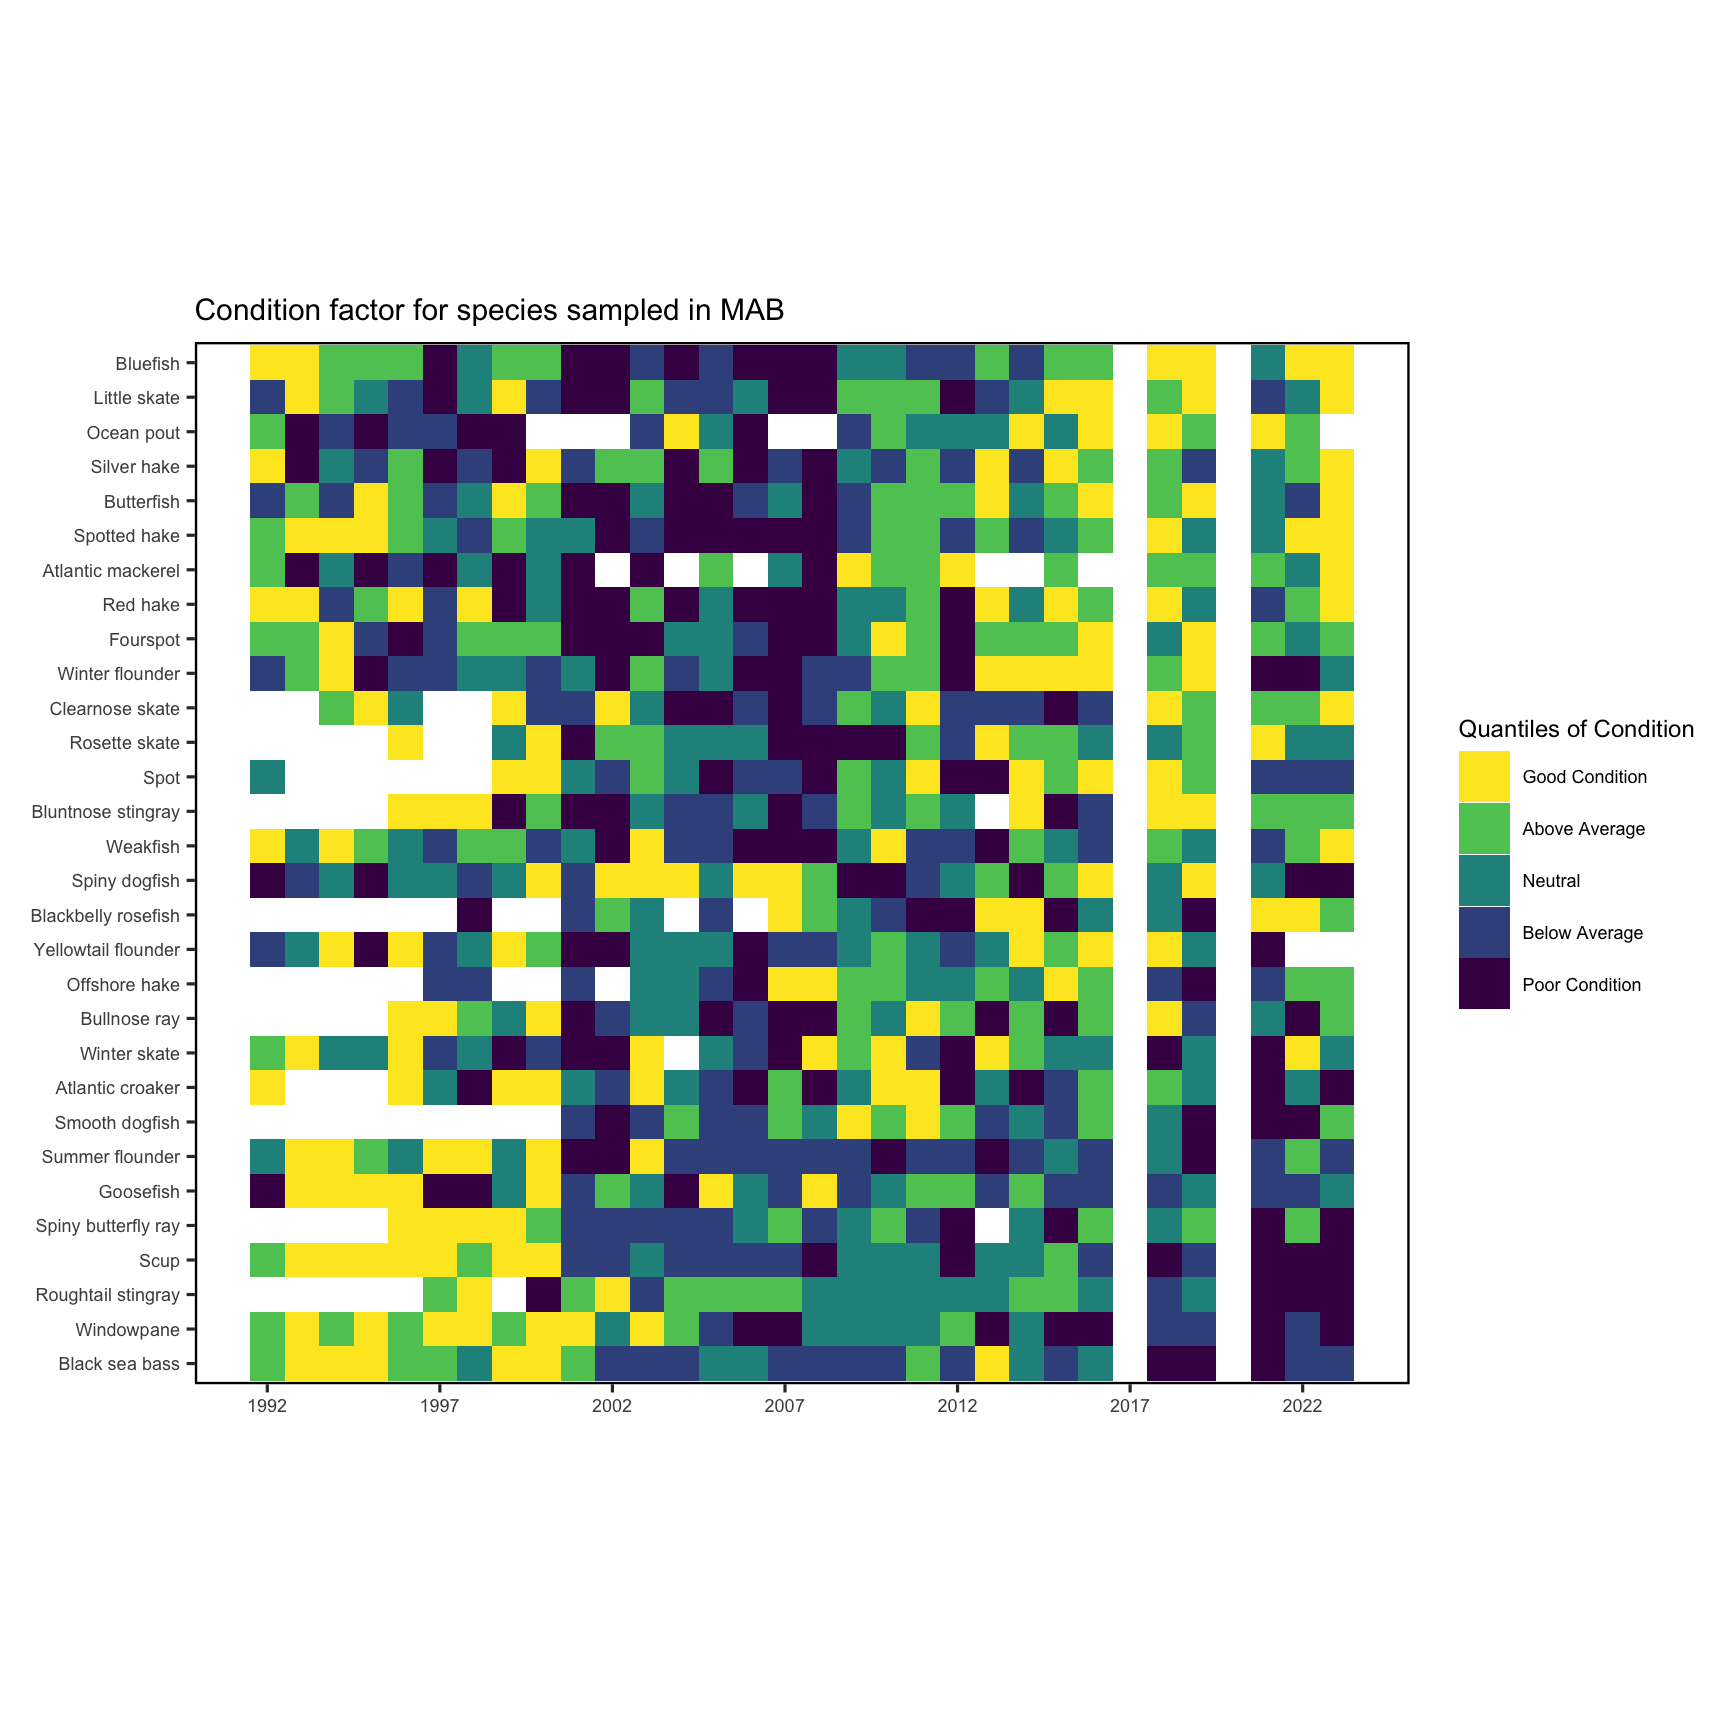 Condition factor for species sampled in MAB
Bluefish
Little skate
Ocean pout
Silver hake
Butterfish
Spotted hake
Atlantic mackerel
Red hake
Fourspot
Winter flounder
Clearnose skate
Rosette skate
Spot
Bluntnose stingray
Weakfish
Spiny dogfish
Blackbelly rosefish
Yellowtail flounder
Offshore hake
Bullnose ray
Winter skate
Atlantic croaker
Smooth dogfish
Summer flounder
Goosefish
Spiny butterfly ray
Scup
Roughtail stingray
Windowpane
Black sea bass
1992 1997 2002 2007 2012 2017 2022
Quantiles of Condition
Good Condition
Above Average
Neutral
Below Average
Poor Condition